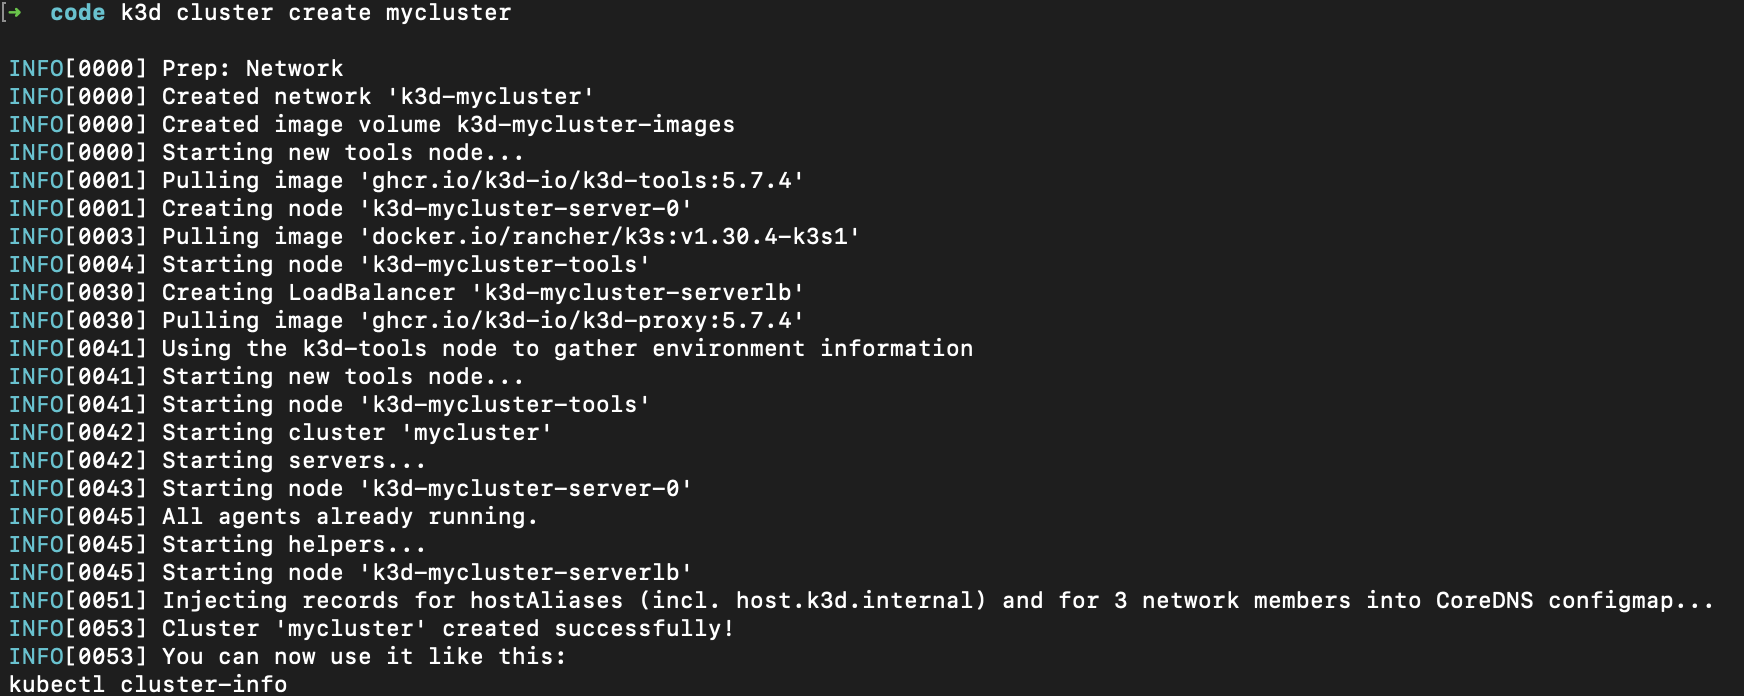 [→ code k3d cluster create mycluster
INFO[0000] Prep: Network
INFO[0000] Created network 'k3d-mycluster'
INFO[0000] Created image volume k3d-mycluster-images
INFO[0000] Starting new tools node...
INFO[0001] Pulling image 'ghcr.io/k3d-io/k3d-tools:5.7.4'
INFO[0001] Creating node 'k3d-mycluster-server-0'
INFO[0003] Pulling image 'docker.io/rancher/k3s:v1.30.4-k3s1'
INFO[0004] Starting node 'k3d-mycluster-tools'
INFO[0030] Creating LoadBalancer 'k3d-mycluster-serverlb'
INFO[0030] Pulling image 'ghcr.io/k3d-io/k3d-proxy:5.7.4'
INFO[0041] Using the k3d-tools node to gather environment information
INFO[0041] Starting new tools node...
INFO[0041] Starting node 'k3d-mycluster-tools'
INFO[0042] Starting cluster 'mycluster'
INFO[0042] Starting servers...
INFO[0043] Starting node 'k3d-mycluster-server-0'
INFO[0045] All agents already running.
INFO[0045] Starting helpers...
INFO[0045] Starting node 'k3d-mycluster-serverlb'
INFO[0051] Injecting records for hostAliases (incl. host.k3d.internal) and for 3 network members into CoreDNS configmap...
INFO[0053] Cluster 'mycluster' created successfully!
INFO[0053] You can now use it like this:
kubectl cluster-info